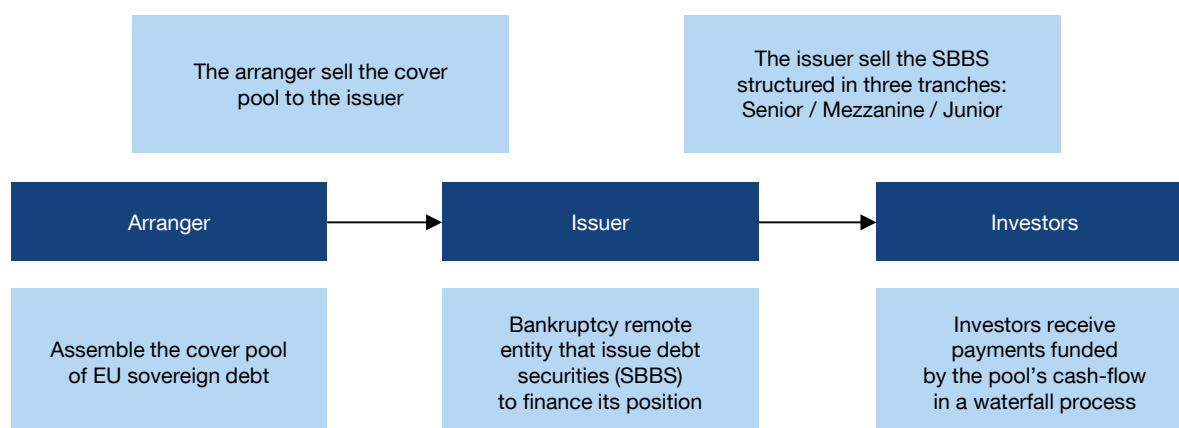 The arranger sell the cover
pool to the issuer
The issuer sell the SBBS
structured in three tranches:
Senior / Mezzanine / Junior
Arranger
Issuer
Investors
Assemble the cover pool
of EU sovereign debt
Bankruptcy remote
entity that issue debt
securities (SBBS)
to finance its position
Investors receive
payments funded
by the pool’s cash-flow
in a waterfall process